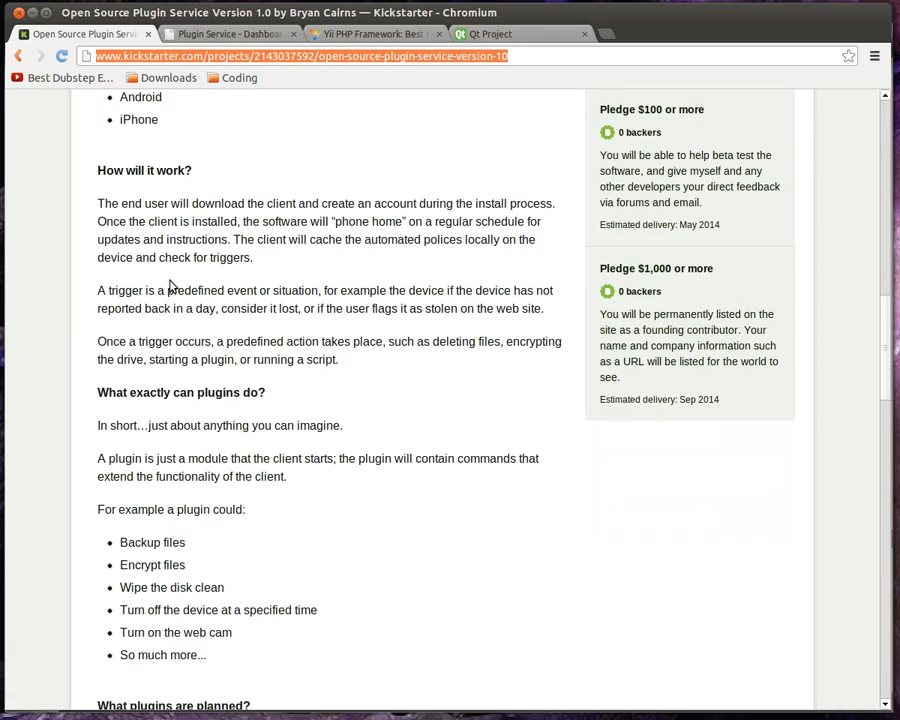 Open Source Plugin Service Version 1.0 by Bryan Cairns — Kickstarter - Chromium
Open Source Plugin Servi
Plugin Service - Dashboa
Yii PHP Framework: Best
Qt Project
www.kickstarter.com/projects/2143037592/open-source-plugin-service-version-10
Best Dubstep E...
Downloads
Coding
Android
iPhone
How will it work?
The end user will download the client and create an account during the install process.
Once the client is installed, the software will “phone home” on a regular schedule for
updates and instructions. The client will cache the automated polices locally on the
device and check for triggers.
A trigger is a predefined event or situation, for example the device if the device has not
reported back in a day, consider it lost, or if the user flags it as stolen on the web site.
Once a trigger occurs, a predefined action takes place, such as deleting files, encrypting
the drive, starting a plugin, or running a script.
What exactly can plugins do?
In short…just about anything you can imagine.
A plugin is just a module that the client starts; the plugin will contain commands that
extend the functionality of the client.
For example a plugin could:
Backup files
Encrypt files
Wipe the disk clean
Turn off the device at a specified time
Turn on the web cam
So much more...
What plugins are planned?
Pledge $100 or more
0 backers
You will be able to help beta test the
software, and give myself and any
other developers your direct feedback
via forums and email.
Estimated delivery: May 2014
Pledge $1,000 or more
0 backers
You will be permanently listed on the
site as a founding contributor. Your
name and company information such
as a URL will be listed for the world to
see.
Estimated delivery: Sep 2014